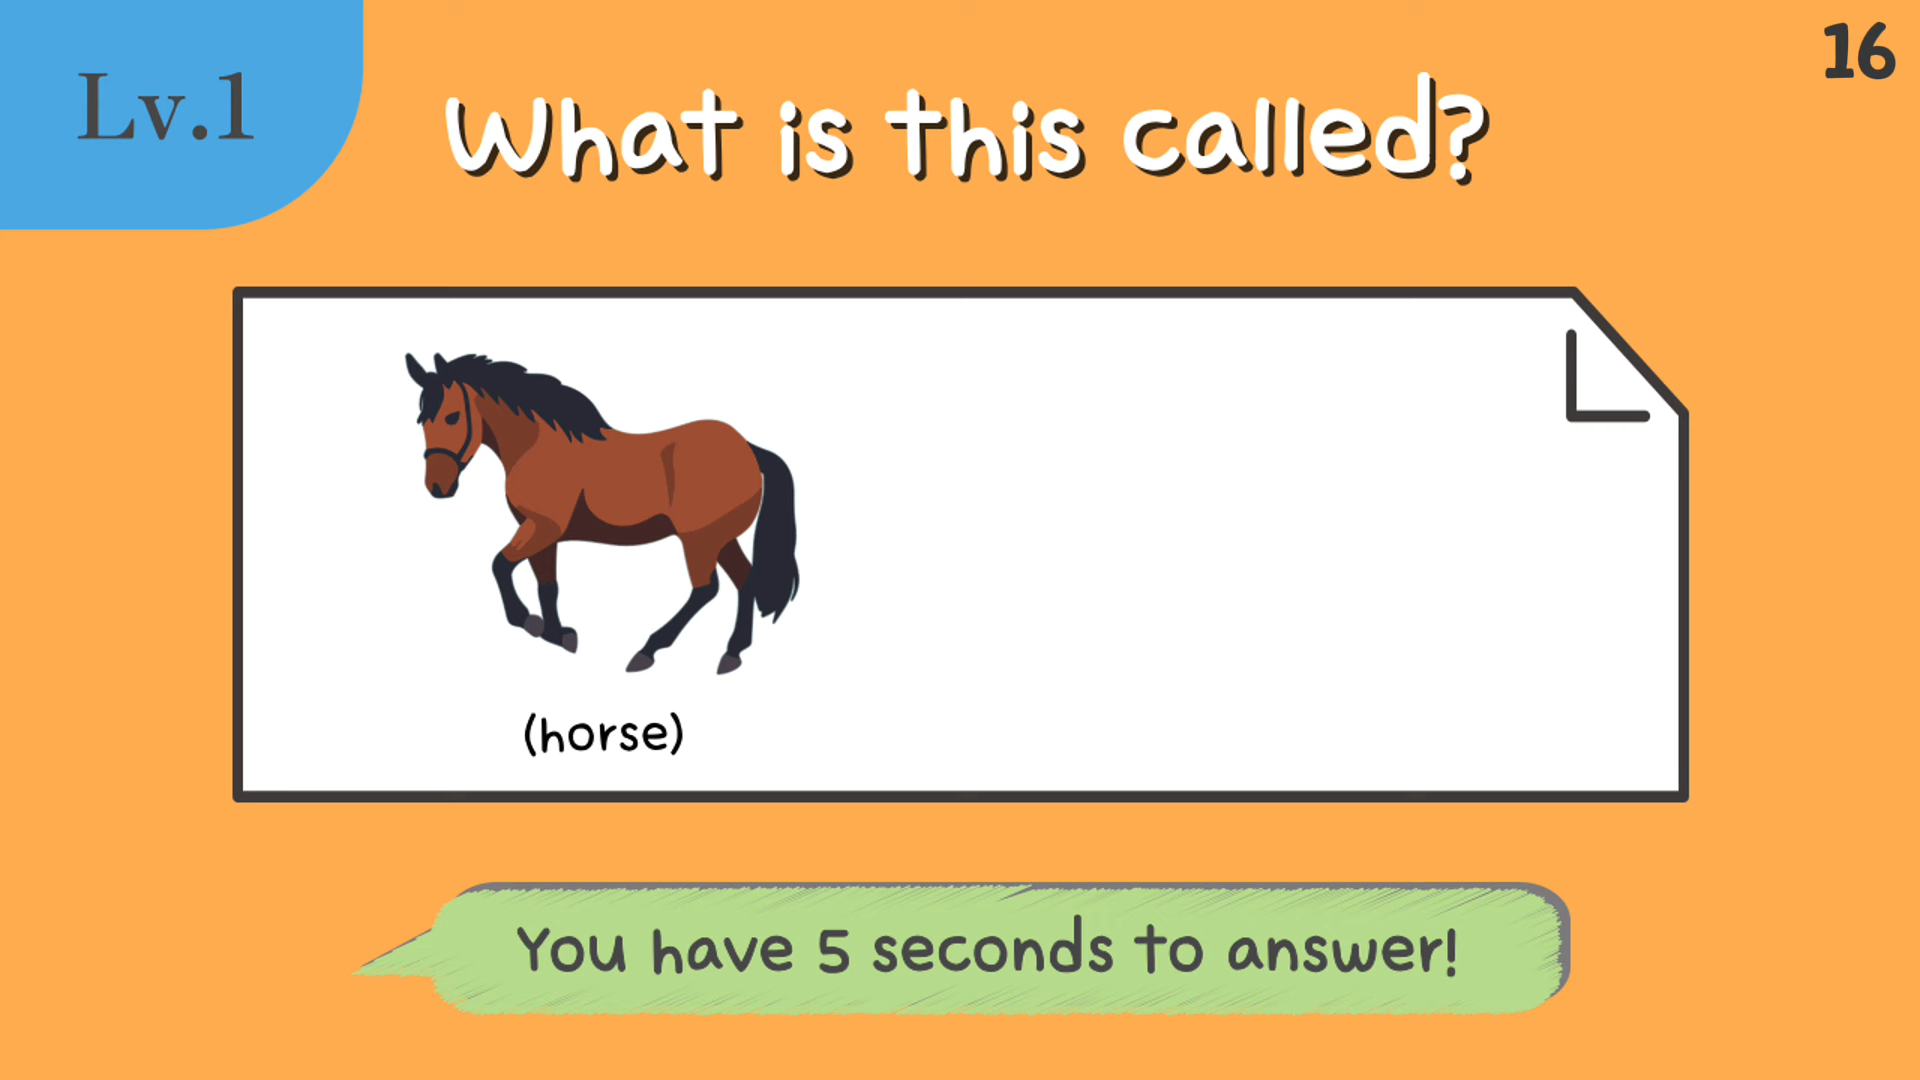 Lv.1
16
What is this called?
(horse)
You have 5 seconds to answer!